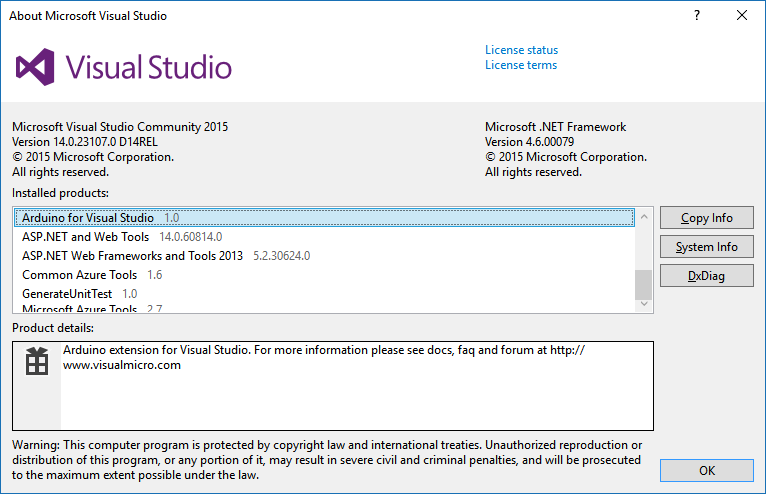 About Microsoft Visual Studio
? 
Visual Studio
License status
License terms
Microsoft Visual Studio Community 2015
Version 14.0.23107.0 D14REL
© 2015 Microsoft Corporation.
All rights reserved.
Microsoft .NET Framework
Version 4.6.00079
© 2015 Microsoft Corporation.
All rights reserved.
Installed products:
Arduino for Visual Studio 1.0
ASP.NET and Web Tools 14.0.60814.0
ASP.NET Web Frameworks and Tools 2013 5.2.30624.0
Common Azure Tools 1.6
GenerateUnitTest 1.0
Microsoft Azure Tools 2.7
Copy Info
System Info
DxDiag
Product details:
Arduino extension for Visual Studio. For more information please see docs, faq and forum at http://
www.visualmicro.com
Warning: This computer program is protected by copyright law and international treaties. Unauthorized reproduction or
distribution of this program, or any portion of it, may result in severe civil and criminal penalties, and will be prosecuted
to the maximum extent possible under the law.
OK